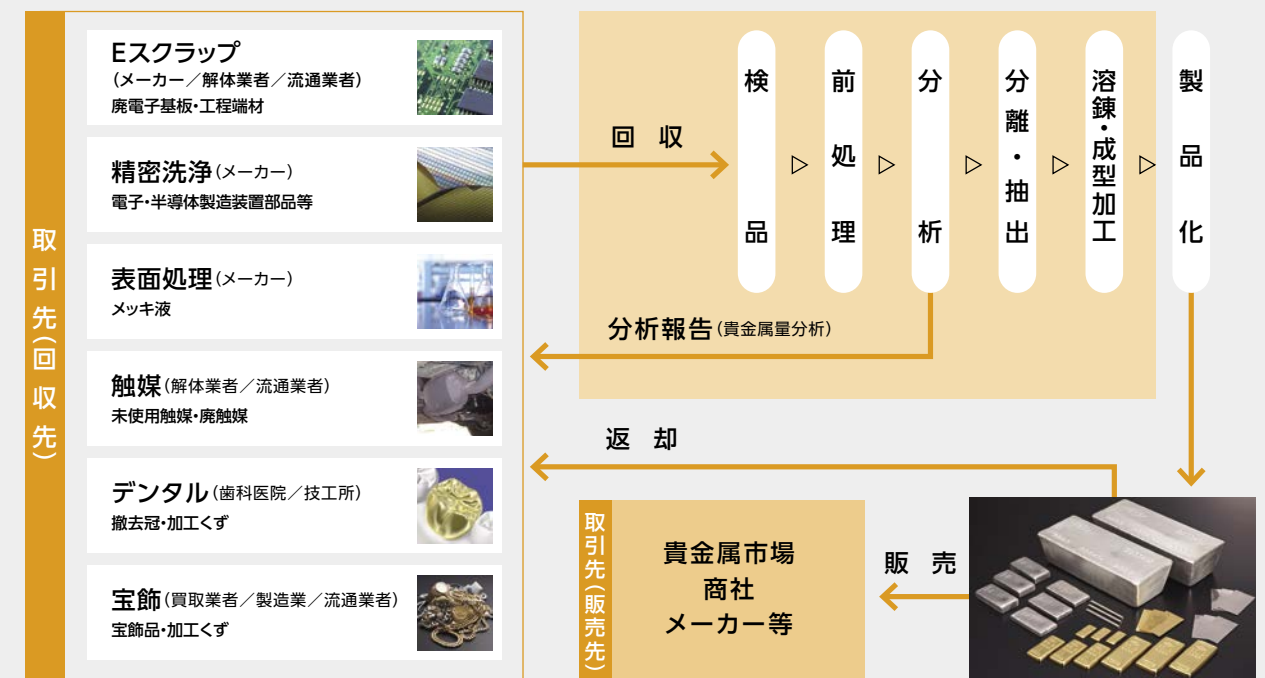 取引先（回収先）
Eスクラップ
（メーカー／解体業者／流通業者）
廃電子基板・工程端材
精密洗浄（メーカー）
電子・半導体製造装置部品等
表面処理（メーカー）
メッキ液
触媒（解体業者／流通業者）
未使用触媒・廃触媒
デンタル（歯科医院／技工所）
撤去冠・加工くず
宝飾（買取業者／製造業／流通業者）
宝飾品・加工くず
回収
検品
▷
前処理
▷
分析
▷
分離・抽出
▷
溶錬・成型加工
▷
製品化
分析報告（貴金属量分析）
返却
取引先（販売先）
貴金属市場
商社
メーカー等
販売